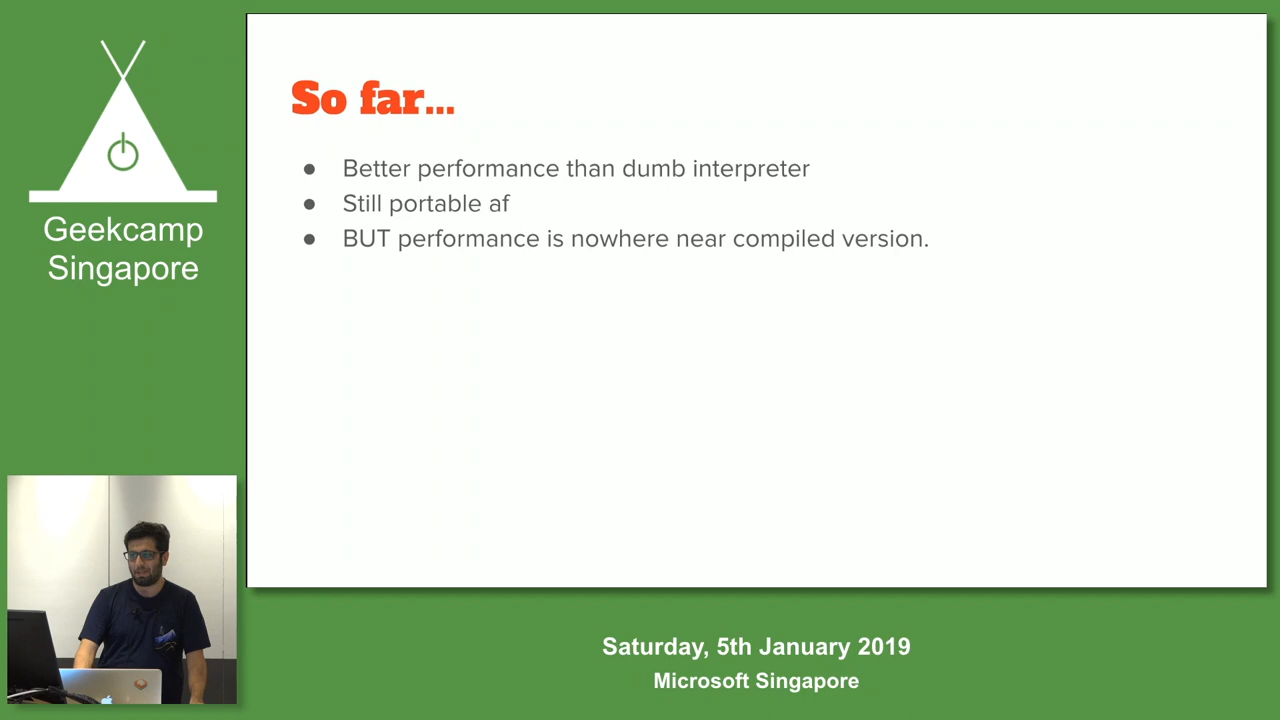 Geekcamp
Singapore
So far...
● Better performance than dumb interpreter
● Still portable af
● BUT performance is nowhere near compiled version.
Saturday, 5th January 2019
Microsoft Singapore